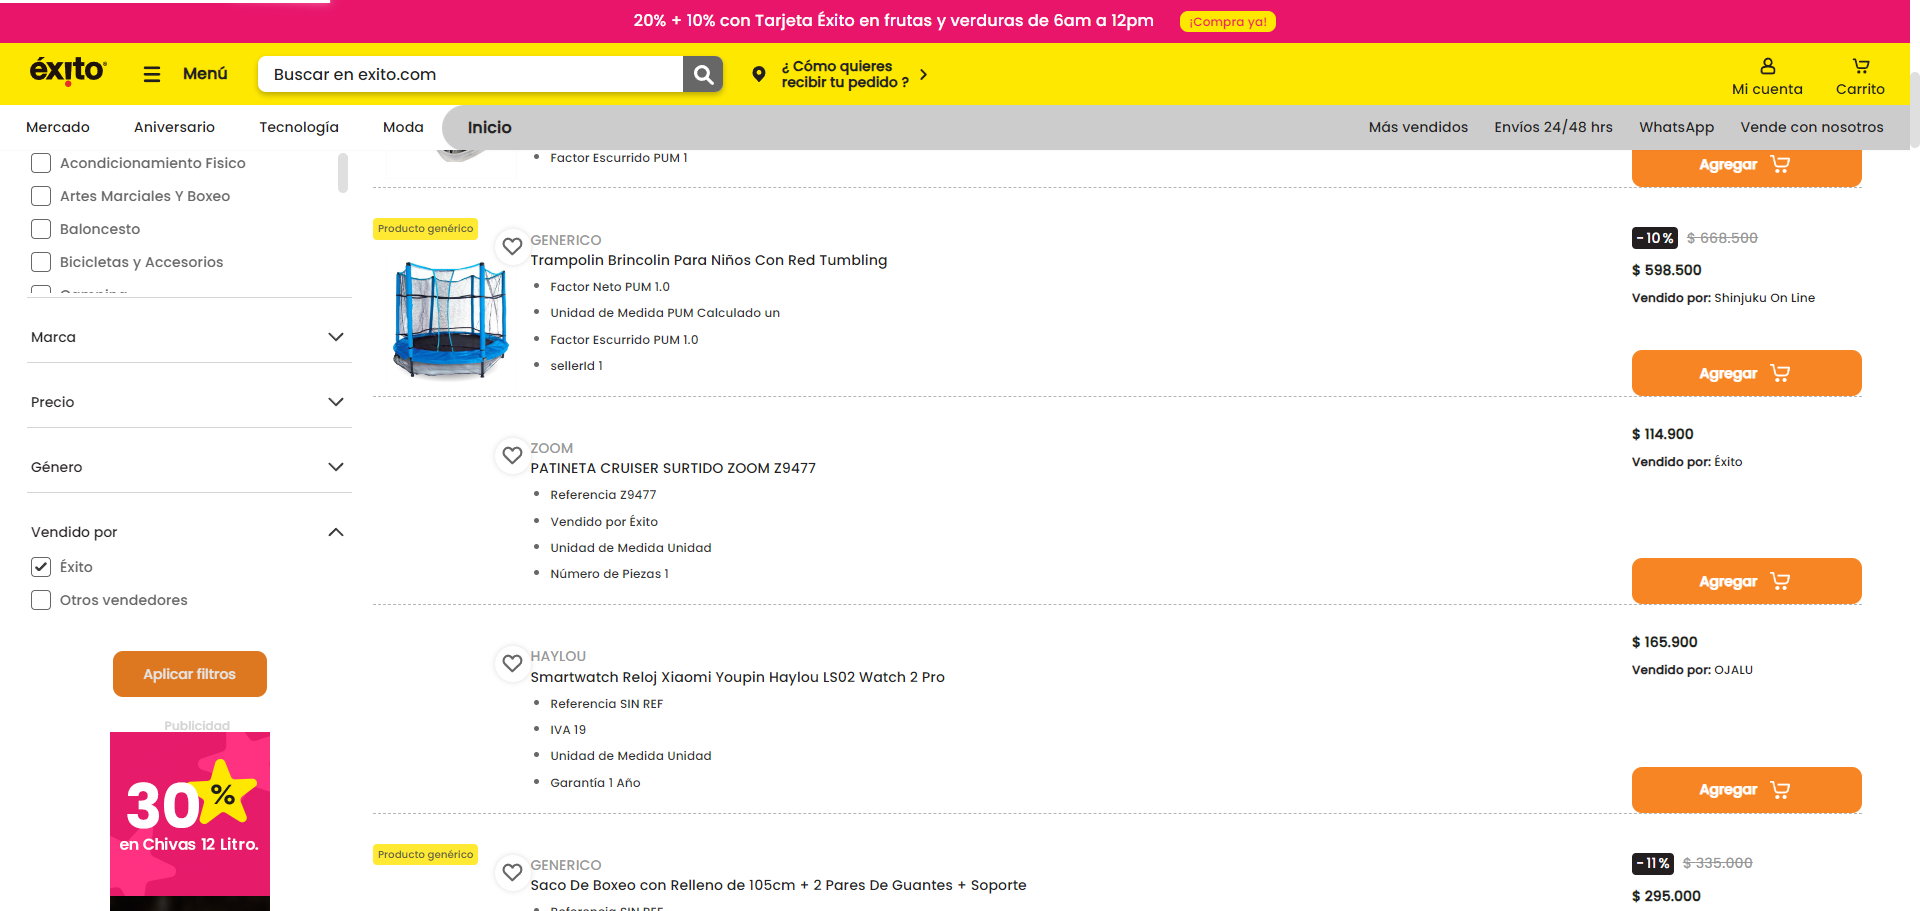 20% + 10% con Tarjeta Éxito en frutas y verduras de 6am a 12pm
¡Compra ya!
éxito
Menú
Buscar en exito.com
¿ Cómo quieres
recibir tu pedido ?
Mi cuenta
Carrito
Mercado
Aniversario
Tecnología
Moda
Inicio
Más vendidos
Envíos 24/48 hrs
WhatsApp
Vende con nosotros
Acondicionamiento Fisico
Artes Marciales Y Boxeo
Baloncesto
Bicicletas y Accesorios
Marca
Precio
Género
Vendido por
Éxito
Otros vendedores
Aplicar filtros
Publicidad
30%
en Chivas 12 Litro.
Factor Escurrido PUM 1
Agregar
Producto genérico
GENERICO
Trampolin Brincolin Para Niños Con Red Tumbling
Factor Neto PUM 1.0
Unidad de Medida PUM Calculado un
Factor Escurrido PUM 1.0
sellerId 1
-10% $ 668.500
$ 598.500
Vendido por: Shinjuku On Line
Agregar
ZOOM
PATINETA CRUISER SURTIDO ZOOM Z9477
Referencia Z9477
Vendido por Éxito
Unidad de Medida Unidad
Número de Piezas 1
$ 114.900
Vendido por: Éxito
Agregar
HAYLOU
Smartwatch Reloj Xiaomi Youpin Haylou LS02 Watch 2 Pro
Referencia SIN REF
IVA 19
Unidad de Medida Unidad
Garantía 1 Año
$ 165.900
Vendido por: OJALU
Agregar
Producto genérico
GENERICO
Saco De Boxeo con Relleno de 105cm + 2 Pares De Guantes + Soporte
Referencia SIN REF
-11% $ 335.000
$ 295.000